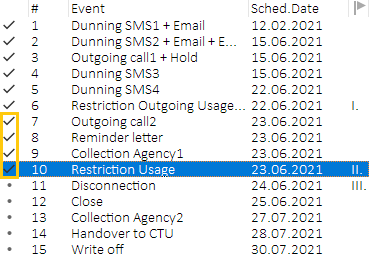 # Event Sched.Date
1 Dunning SMS1 + Email 12.02.2021
2 Dunning SMS2 + Email + E... 15.06.2021
3 Outgoing call1 + Hold 15.06.2021
4 Dunning SMS3 15.06.2021
5 Dunning SMS4 22.06.2021
6 Restriction Outgoing Usage... 22.06.2021 I.
7 Outgoing call2 23.06.2021
8 Reminder letter 23.06.2021
9 Collection Agency1 23.06.2021
10 Restriction Usage 23.06.2021 II.
11 Disconnection 24.06.2021 III.
12 Close 25.06.2021
13 Collection Agency2 27.07.2021
14 Handover to CTU 28.07.2021
15 Write off 30.07.2021